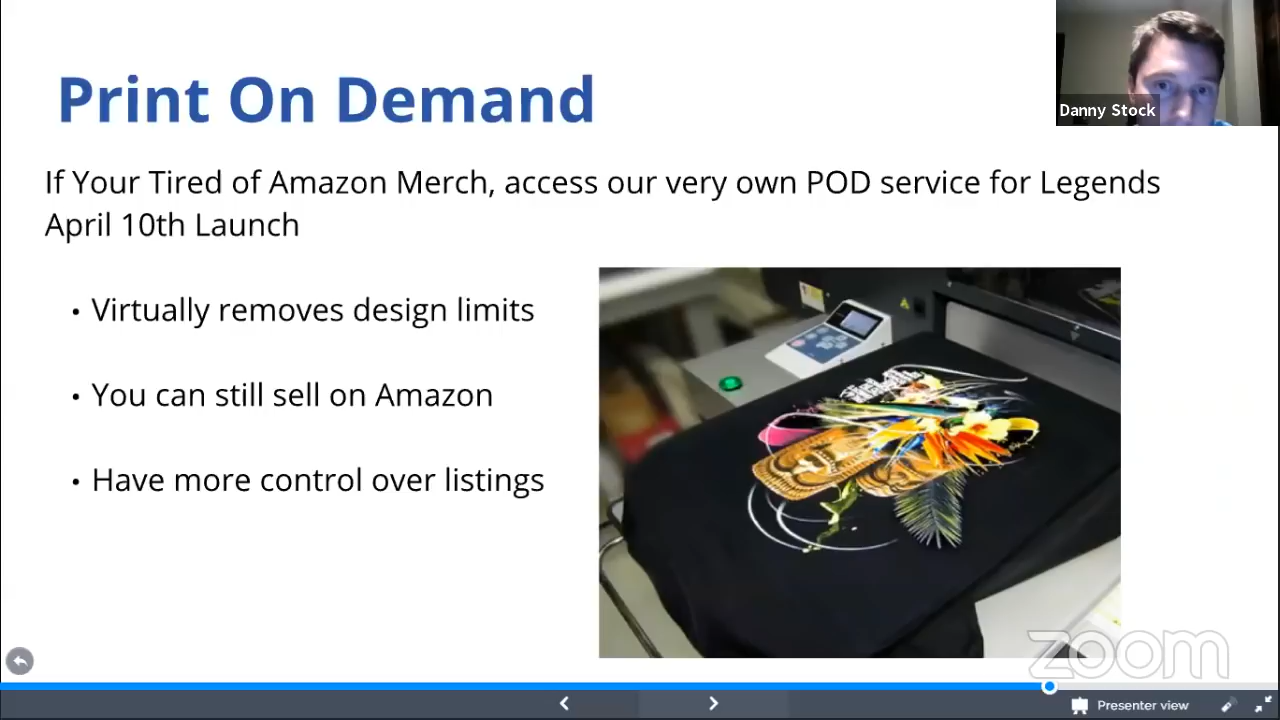 Print On Demand
Danny Stock
If Your Tired of Amazon Merch, access our very own POD service for Legends
April 10th Launch
• Virtually removes design limits
• You can still sell on Amazon
• Have more control over listings
zoom
Presenter view